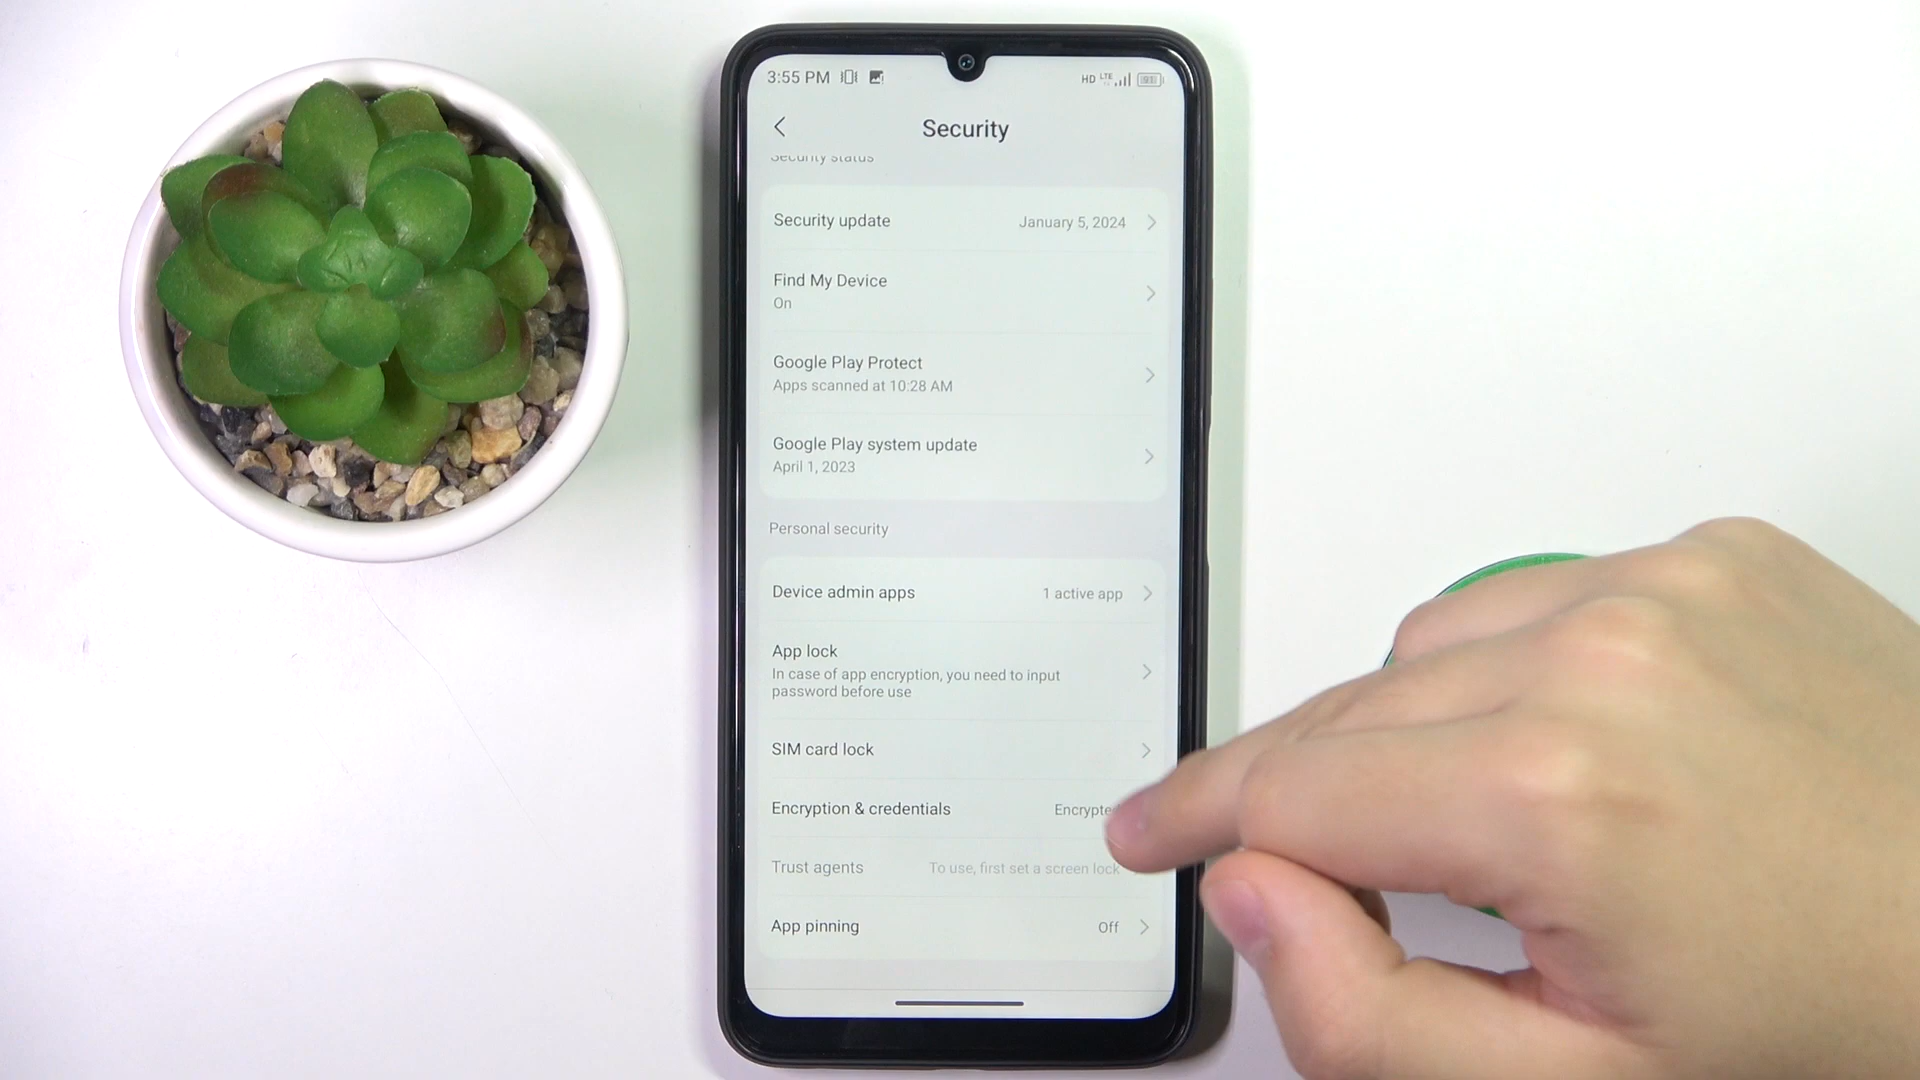 3:55 PM
HD LTE
Security
Security status
Security update January 5, 2024
Find My Device
On
Google Play Protect
Apps scanned at 10:28 AM
Google Play system update
April 1, 2023
Personal security
Device admin apps 1 active app
App lock
In case of app encryption, you need to input
password before use
SIM card lock
Encryption & credentials Encrypted
Trust agents To use, first set a screen lock
App pinning Off